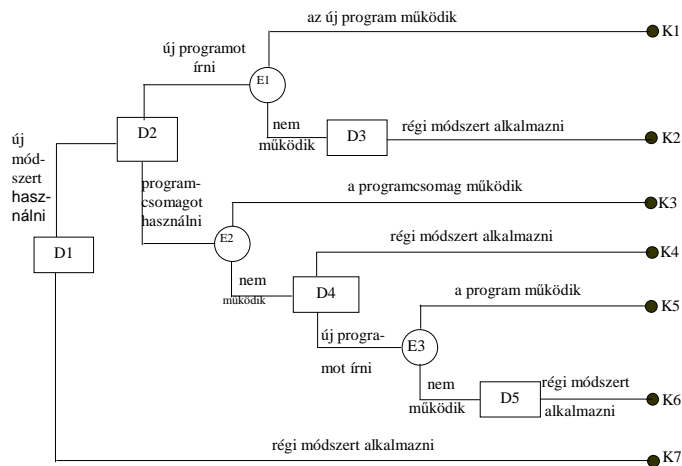 az új program működik
K1
új programot
írni
E1
nem
működik
D3
régi módszert alkalmazni
K2
D2
új
mód-
szert
hasz-
nálni
program-
csomagot
használni
a programcsomag működik
K3
E2
D1
régi módszert alkalmazni
K4
nem
működik
D4
a program működik
K5
új progra-
mot írni
E3
nem
működik
D5
régi módszert
alkalmazni
K6
régi módszert alkalmazni
K7